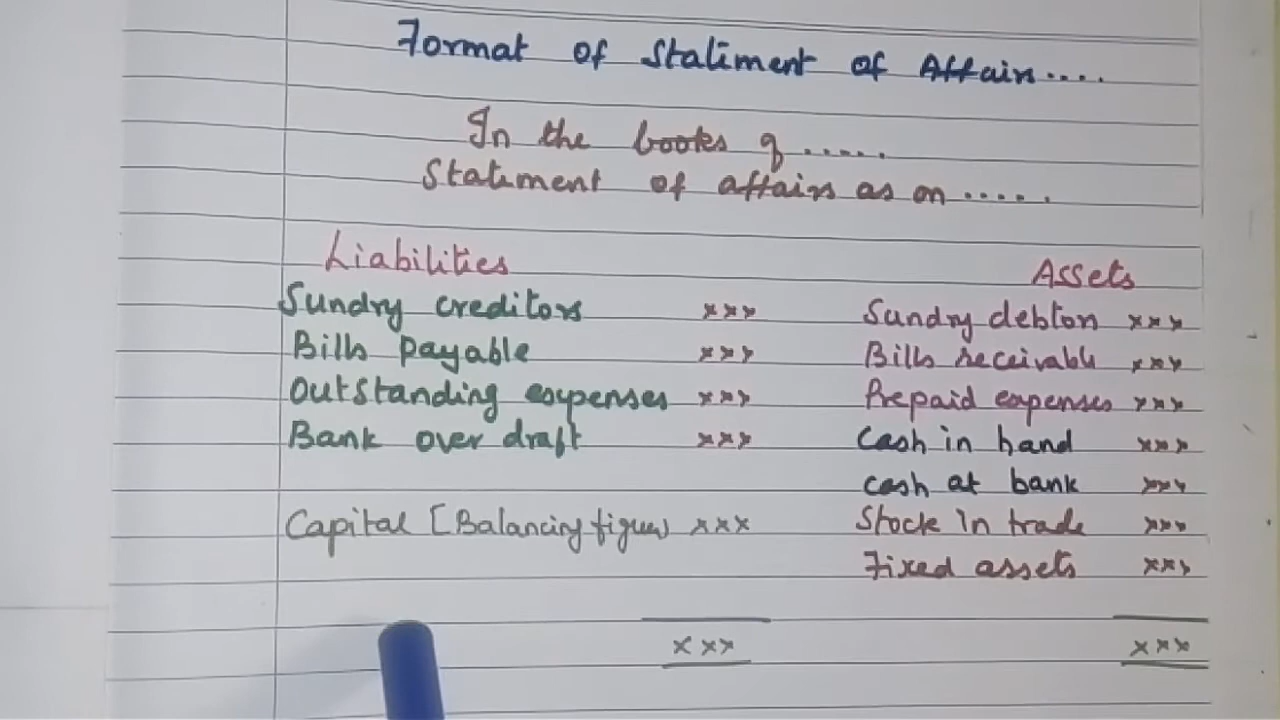 Format of Statiment of Affairs....
In the books of .....
Statement of affairs as on .....
Liabilities Assets
Sundry creditors xxx Sundry debtors xxx
Bills payable xxx Bills receivable xxx
Outstanding expenses xxx Prepaid expenses xxx
Bank over draft xxx Cash in hand xxx
cash at bank xxx
Capital [Balancing figure) xxx Stock in trade xxx
Fixed assets xxx
xxx xxx